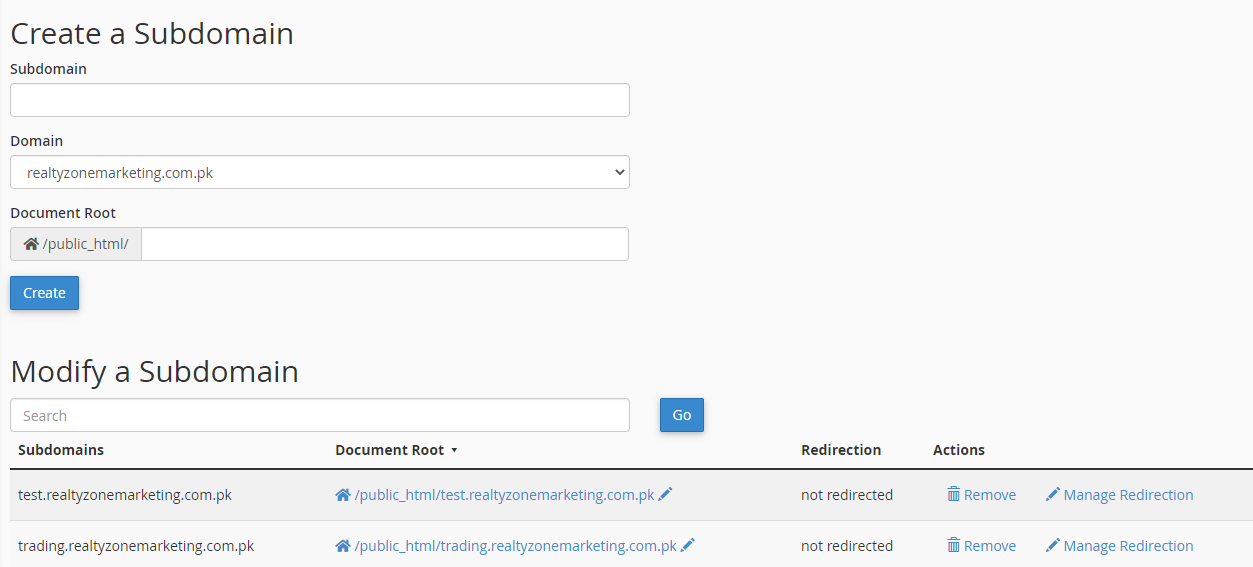 Create a Subdomain
Subdomain
Domain
realtyzonemarketing.com.pk
Document Root
/public_html/
Create
Modify a Subdomain
Search
Go
Subdomains Document Root Redirection Actions
test.realtyzonemarketing.com.pk /public_html/test.realtyzonemarketing.com.pk not redirected Remove Manage Redirection
trading.realtyzonemarketing.com.pk /public_html/trading.realtyzonemarketing.com.pk not redirected Remove Manage Redirection